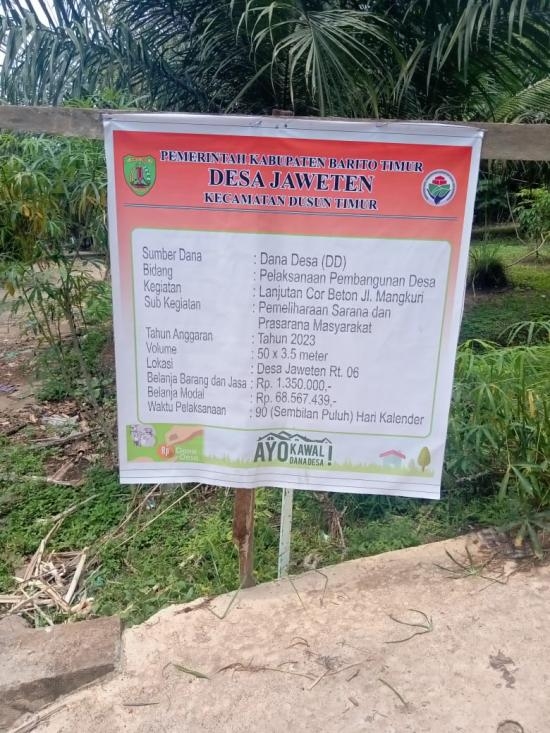 PEMERINTAH KABUPATEN BARITO TIMUR
DESA JAWETEN
KECAMATAN DUSUN TIMUR
Sumber Dana : Dana Desa (DD)
Bidang : Pelaksanaan Pembangunan Desa
Kegiatan : Lanjutan Cor Beton Jl. Mangkuri
Sub Kegiatan : Pemeliharaan Sarana dan
Prasarana Masyarakat
Tahun Anggaran : Tahun 2023
Volume : 50 x 3.5 meter
Lokasi : Desa Jaweten Rt. 06
Belanja Barang dan Jasa : Rp. 1.350.000,-
Belanja Modal : Rp. 68.567.439,-
Waktu Pelaksanaan : 90 (Sembilan Puluh) Hari Kalender
Rp Dana
Desa
AYO KAWAL
DANA DESA !